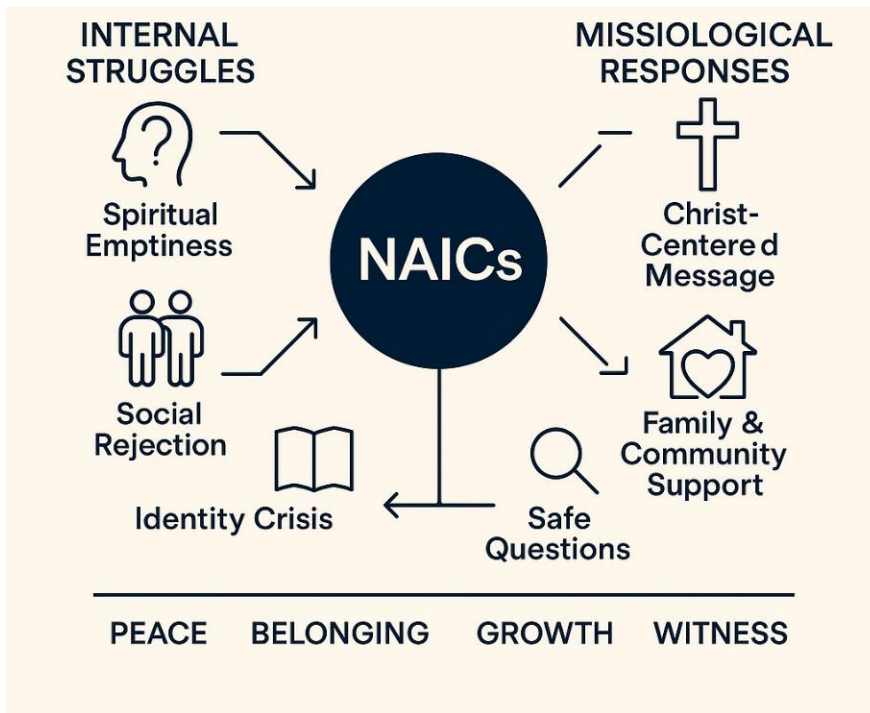 INTERNAL
STRUGGLES
Spiritual
Emptiness
Social
Rejection
Identity Crisis
NAICs
MISSIOLOGICAL
RESPONSES
Christ-
Centered
Message
Family &
Community
Support
Safe
Questions
PEACE BELONGING GROWTH WITNESS